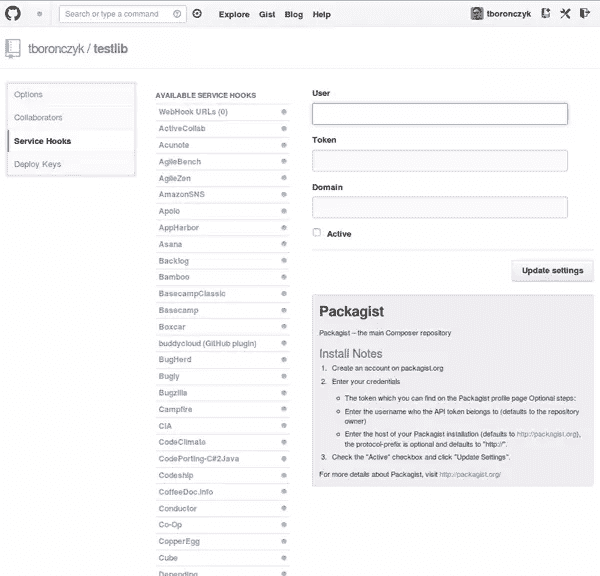 Search or type a command
Explore Gist Blog Help
tboronczyk
tboronczyk / testlib
Options
Collaborators
Service Hooks
Deploy Keys
AVAILABLE SERVICE HOOKS
WebHook URLs (0)
ActiveCollab
Acunote
AgileBench
AgileZen
AmazonSNS
Apolo
AppHarbor
Asana
Backlog
Bamboo
BasecampClassic
Basecamp
Boxcar
buddycloud (GitHub plugin)
BugHerd
Bugly
Bugzilla
Campfire
CIA
CodeClimate
CodePorting-C#2Java
Codeship
CoffeeDoc.info
Conductor
Co-Op
CopperEgg
Cube
Depending
User
Token
Domain
Active
Update settings
Packagist
Packagist – the main Composer repository
Install Notes
1. Create an account on packagist.org
2. Enter your credentials
The token which you can find on the Packagist profile page Optional steps:
Enter the username who the API token belongs to (defaults to the repository
owner)
Enter the host of your Packagist installation (defaults to http://packagist.org),
the protocol-prefix is optional and defaults to "http://".
3. Check the "Active" checkbox and click "Update Settings".
For more details about Packagist, visit http://packagist.org/